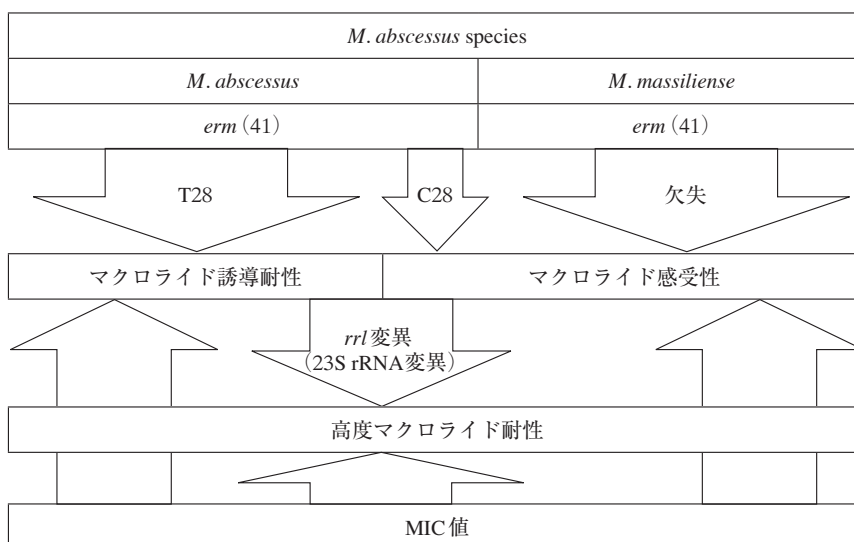 M. abscessus species
M. abscessus
M. massiliense
erm (41)
erm (41)
T28
C28
欠失
マクロライド誘導耐性
マクロライド感受性
rrl変異
(23S rRNA変異)
高度マクロライド耐性
MIC値